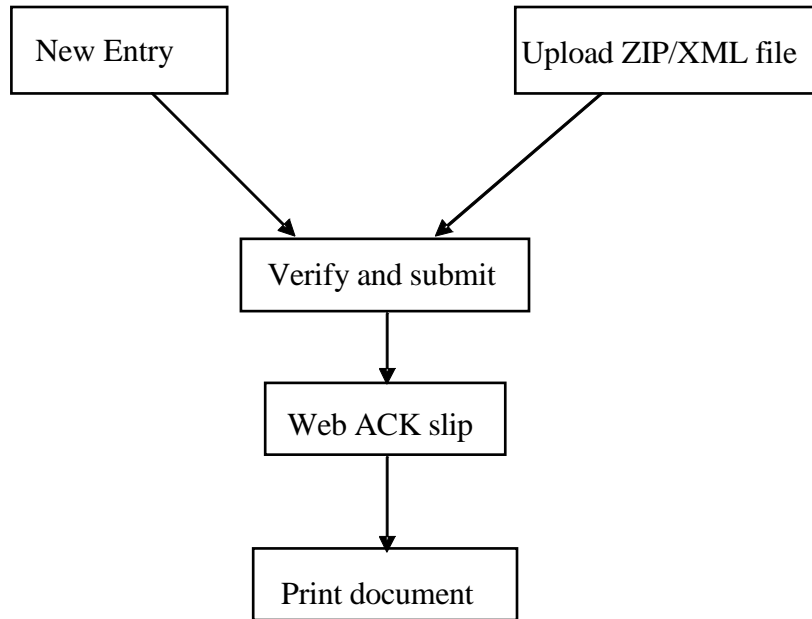 New Entry
Upload ZIP/XML file
Verify and submit
Web ACK slip
Print document